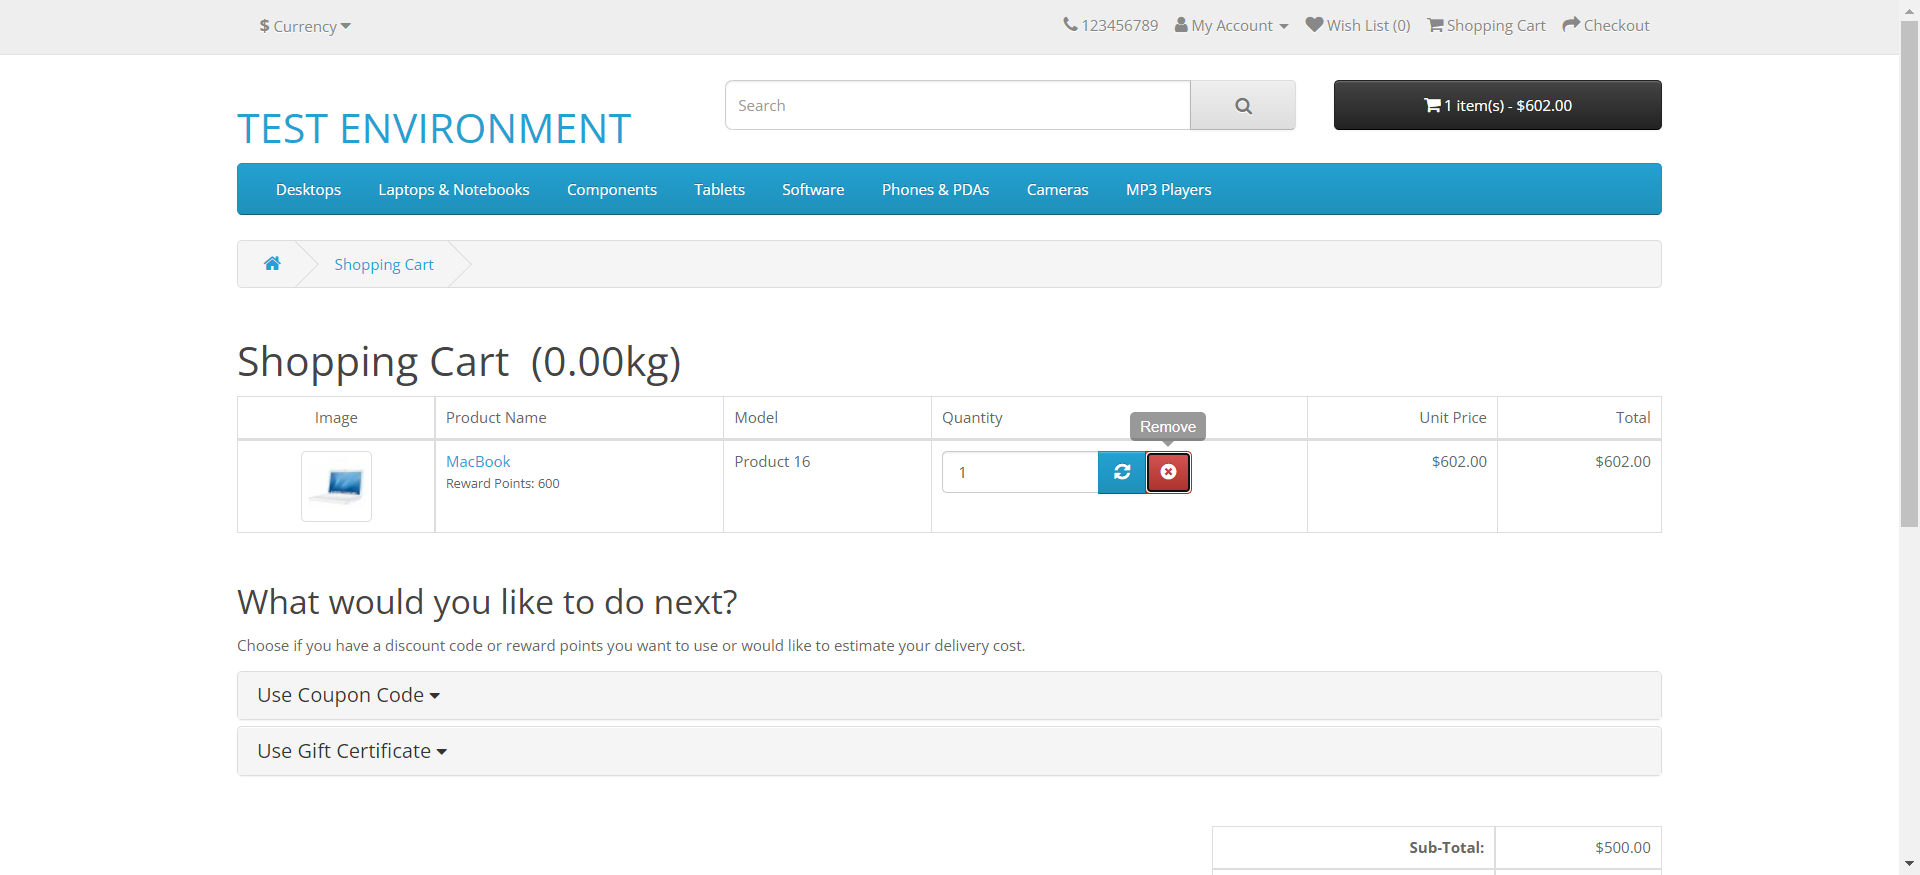 $ Currency
123456789 My Account Wish List (0) Shopping Cart Checkout
TEST ENVIRONMENT
Search
1 item(s) - $602.00
Desktops Laptops & Notebooks Components Tablets Software Phones & PDAs Cameras MP3 Players
Shopping Cart
Shopping Cart (0.00kg)
Image Product Name Model Quantity Unit Price Total
Remove
MacBook Product 16 1 $602.00 $602.00
Reward Points: 600
What would you like to do next?
Choose if you have a discount code or reward points you want to use or would like to estimate your delivery cost.
Use Coupon Code
Use Gift Certificate
Sub-Total: $500.00